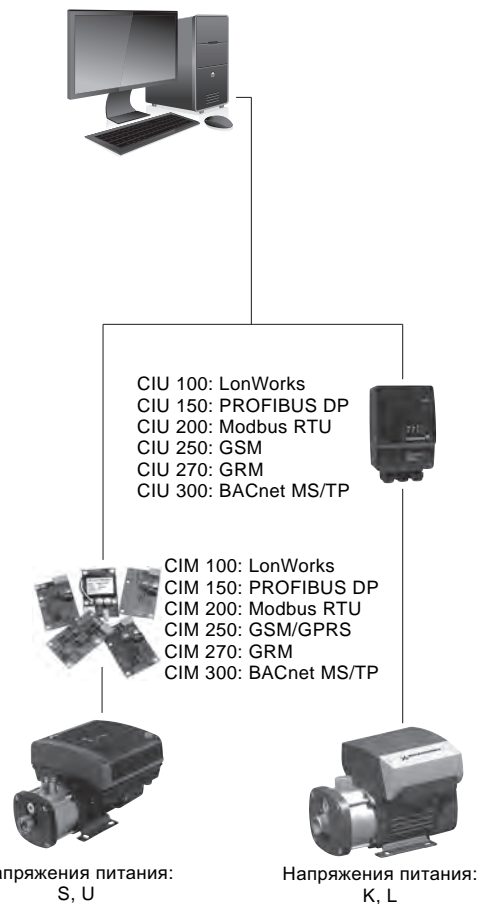 CIU 100: LonWorks
CIU 150: PROFIBUS DP
CIU 200: Modbus RTU
CIU 250: GSM
CIU 270: GRM
CIU 300: BACnet MS/TP
CIM 100: LonWorks
CIM 150: PROFIBUS DP
CIM 200: Modbus RTU
CIM 250: GSM/GPRS
CIM 270: GRM
CIM 300: BACnet MS/TP
апряжения питания:
S, U
Напряжения питания:
K, L